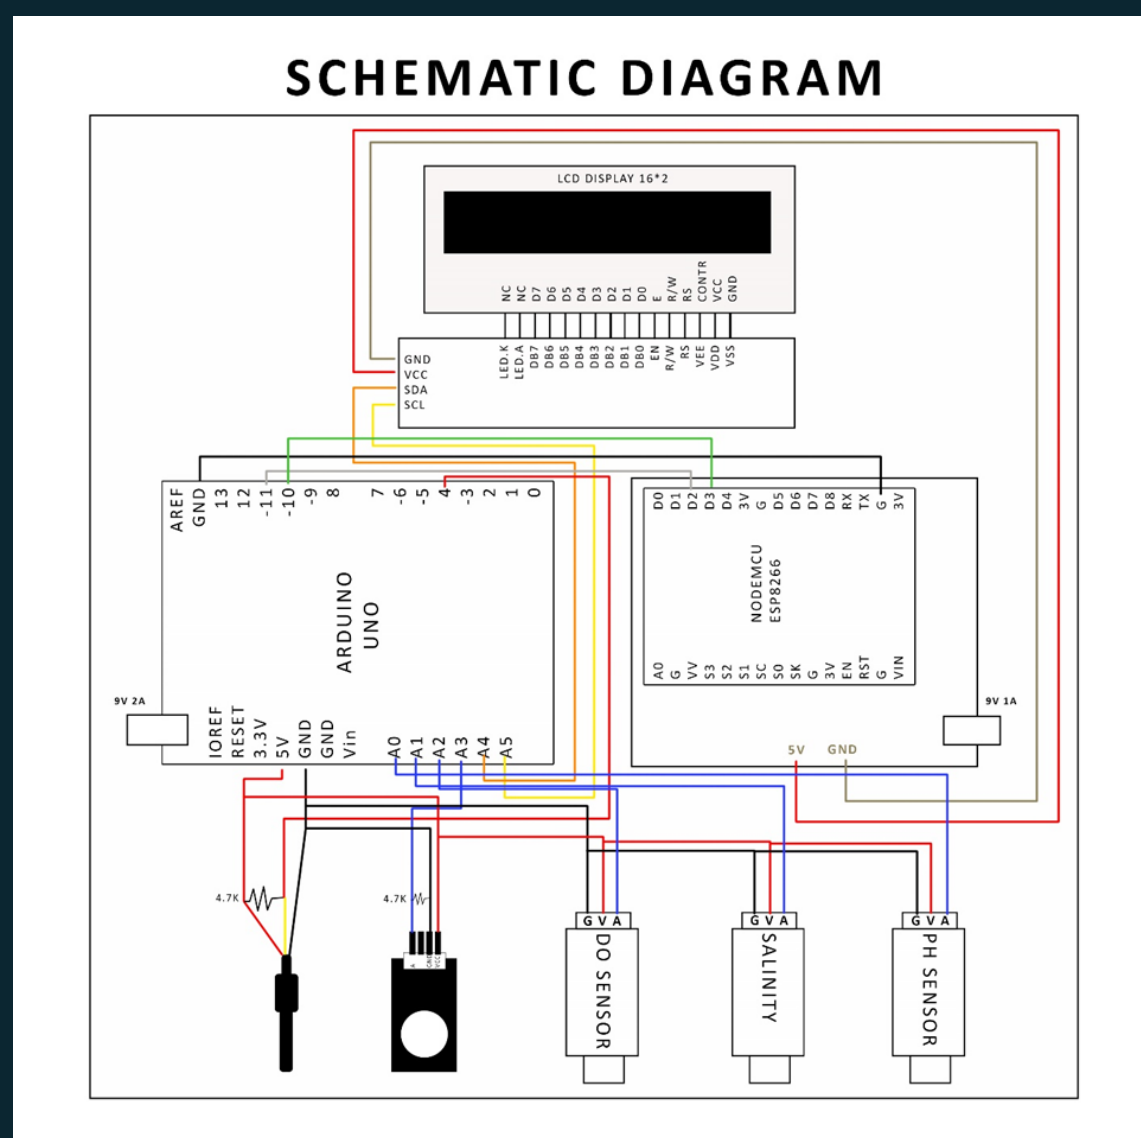 SCHEMATIC DIAGRAM
LCD DISPLAY 16*2
NC NC D7 D6 D5 D4 D3 D2 D1 D0 E R/W RS CONTR VCC GND
LED.K LED.A DB7 DB6 DB5 DB4 DB3 DB2 DB1 DB0 EN R/W RS VEE VDD VSS
GND
VCC
SDA
SCL
AREF GND 13 12 -11 -10 -9 8 7 -6 -5 4 -3 2 1 0
ARDUINO
UNO
9V 2A
IOREF RESET 3.3V 5V GND GND Vin A0 A1 A2 A3 A4 A5
D0 D1 D2 D3 D4 3V G D5 D6 D7 D8 RX TX G 3V
NODEMCU
ESP8266
A0 G VV S3 S2 S1 SC S0 SK G 3V EN RST G VIN
9V 1A
5V GND
4.7K
4.7K
A GND VCC
G V A
DO SENSOR
G V A
SALINITY
G V A
PH SENSOR